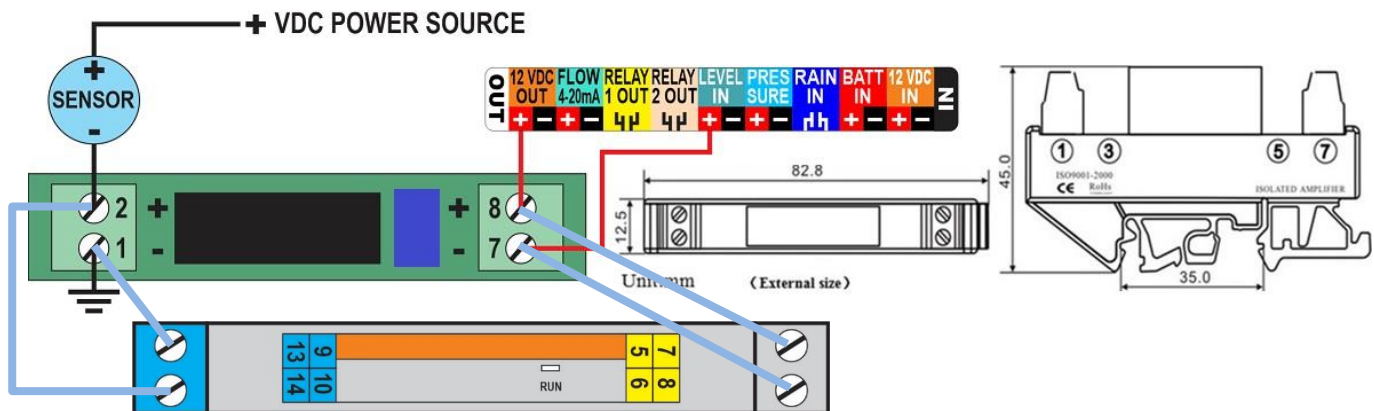 + VDC POWER SOURCE
+
SENSOR
-
OUT
12 VDC OUT
+ -
FLOW 4-20mA
+ -
RELAY 1 OUT
RELAY 2 OUT
LEVEL IN
+ -
PRES SURE
+ -
RAIN IN
BATT IN
+ -
12 VDC IN
+ -
IN
2 +
1 -
+ 8
- 7
82.8
12.5
Unit:mm
(External size)
45.0
1 3 5 7
ISO9001-2000
CE RoHs
ISOLATED AMPLIFIER
35.0
13 9
14 10
RUN
5 7
6 8